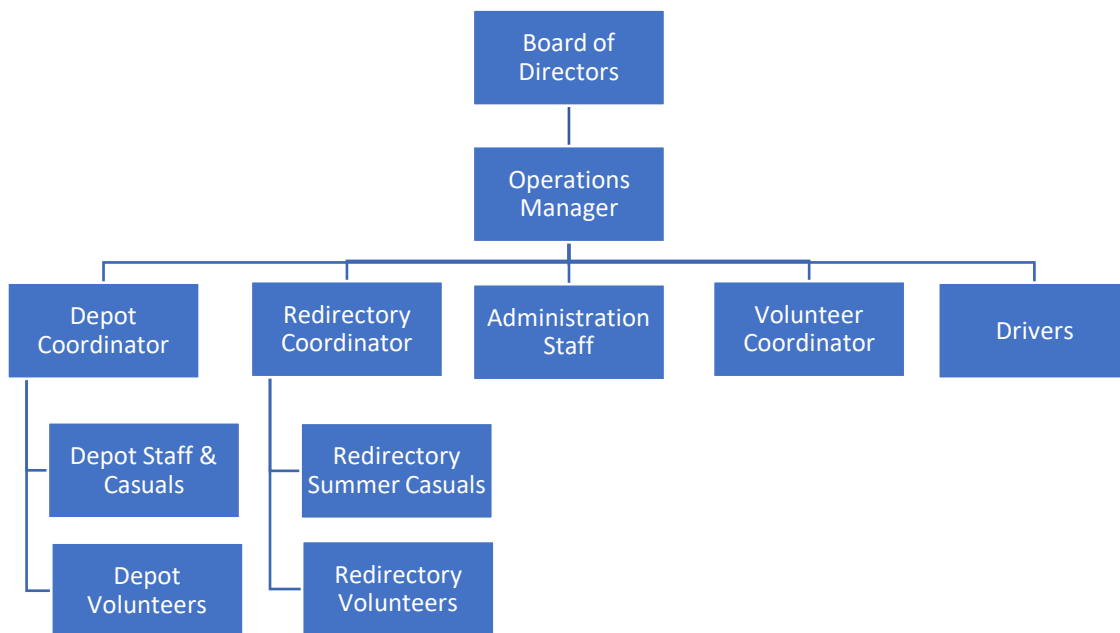 Board of
Directors
Operations
Manager
Depot
Coordinator
Redirectory
Coordinator
Administration
Staff
Volunteer
Coordinator
Drivers
Depot Staff &
Casuals
Redirectory
Summer Casuals
Depot
Volunteers
Redirectory
Volunteers